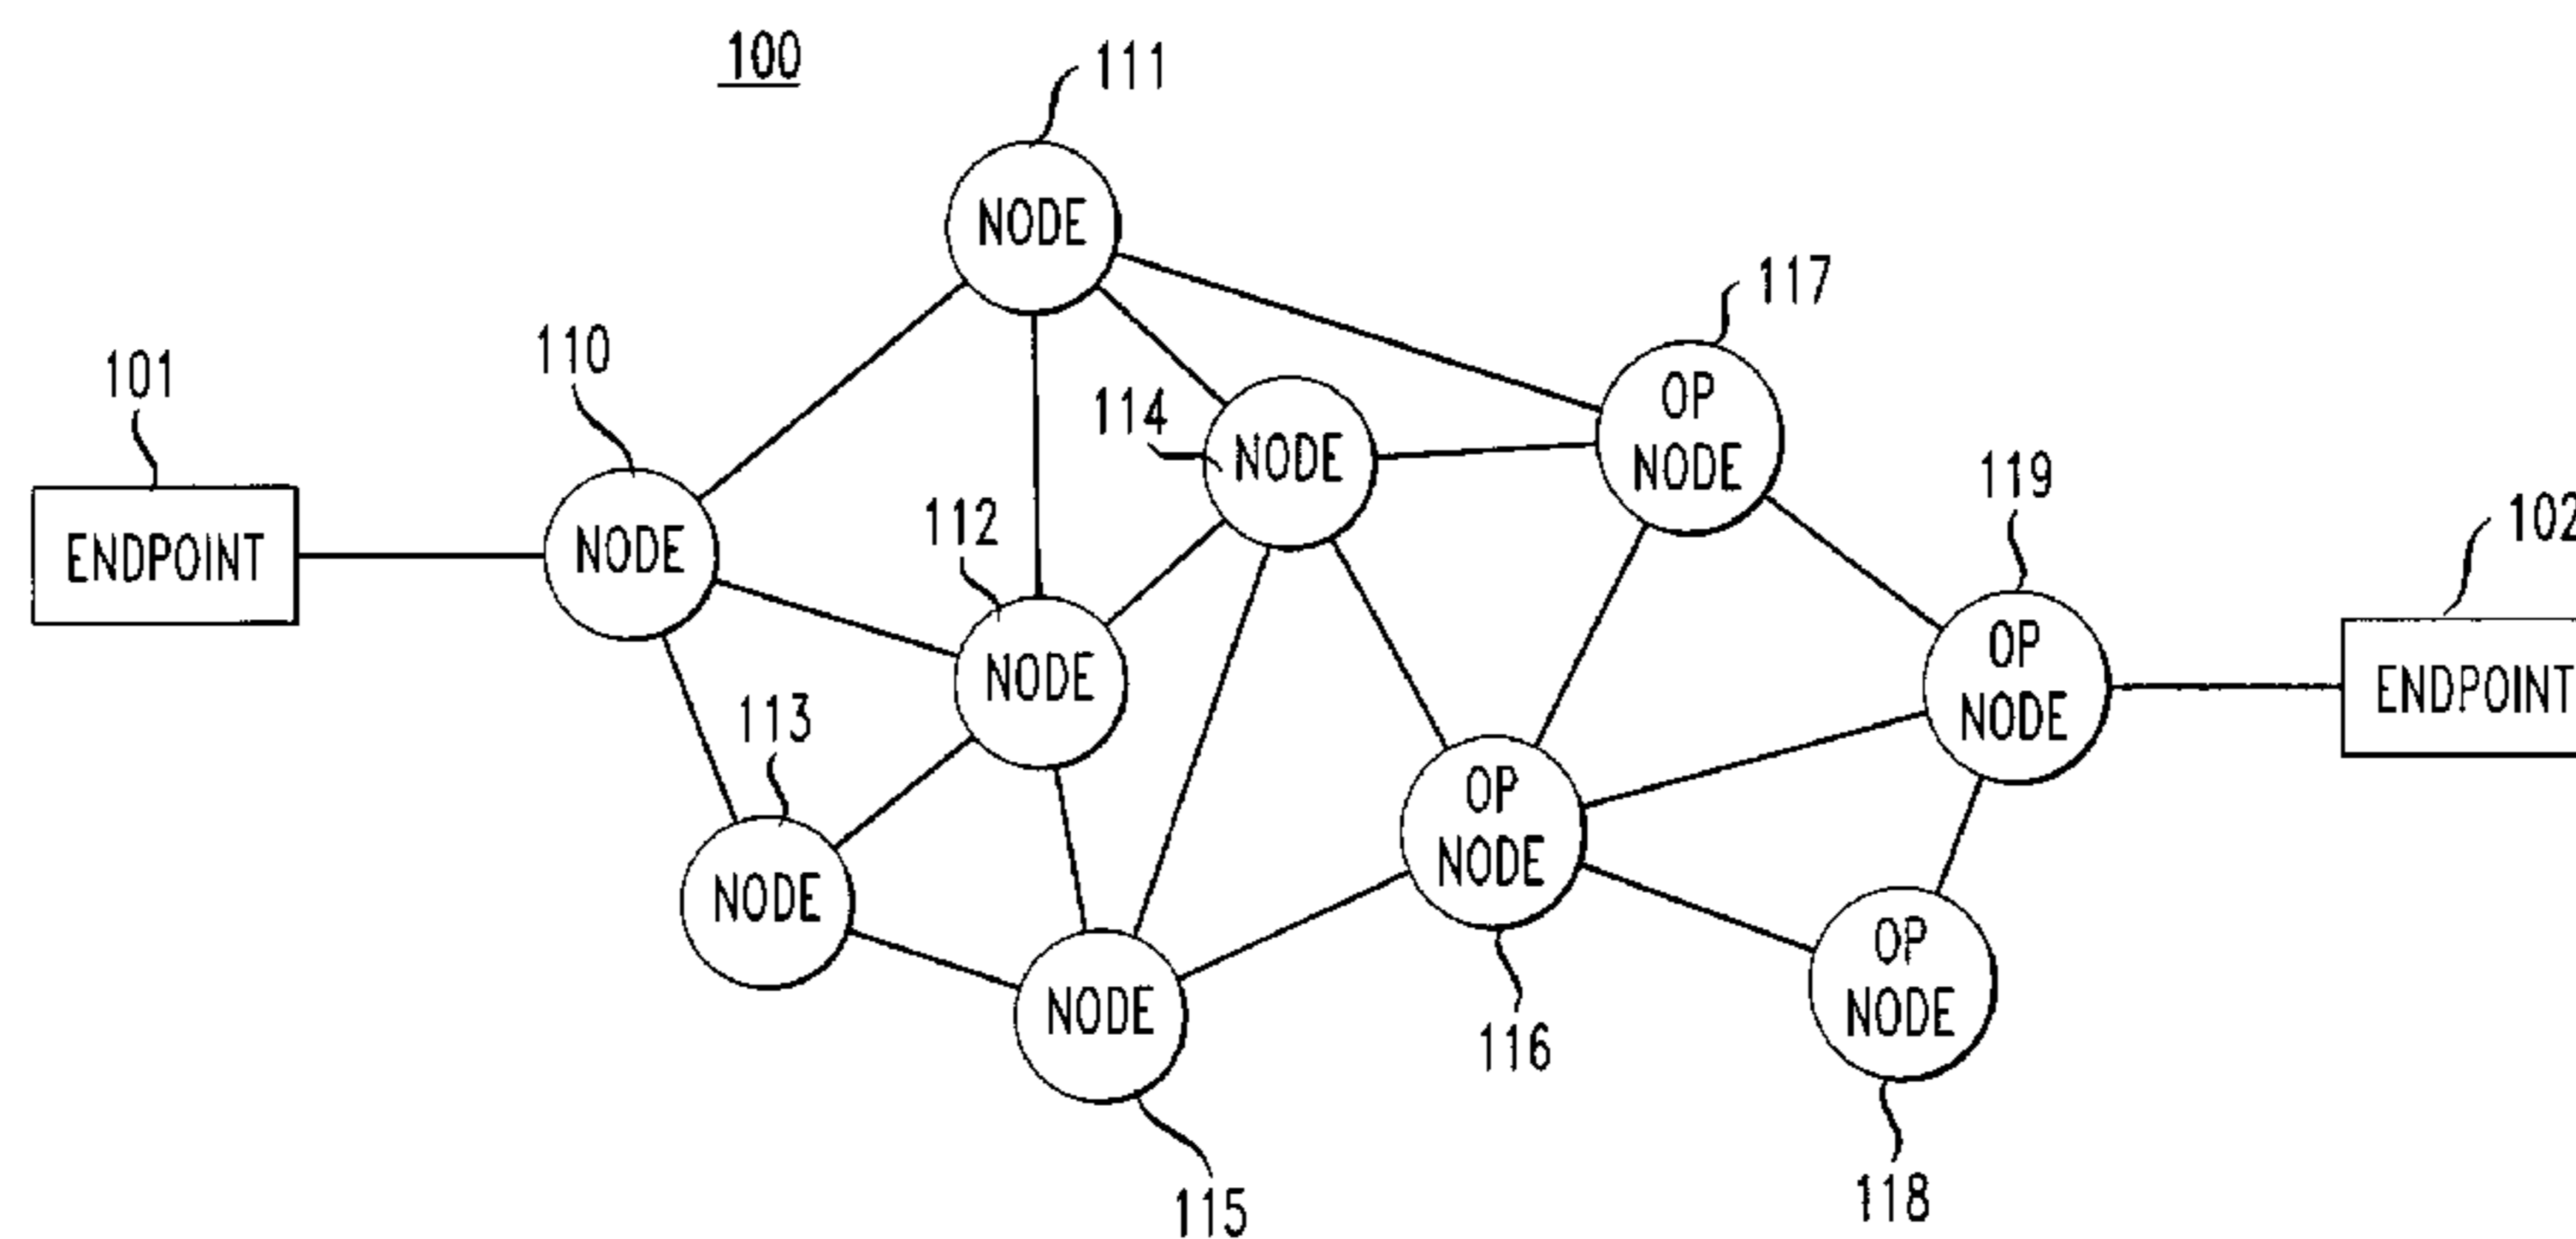 100
111
117
110
101
114
NODE
OP
NODE
119
102
NODE
112
ENDPOINT
NODE
OP
NODE
ENDPOINT
113
NODE
OP
NODE
NODE
OP
NODE
NODE
116
115
118